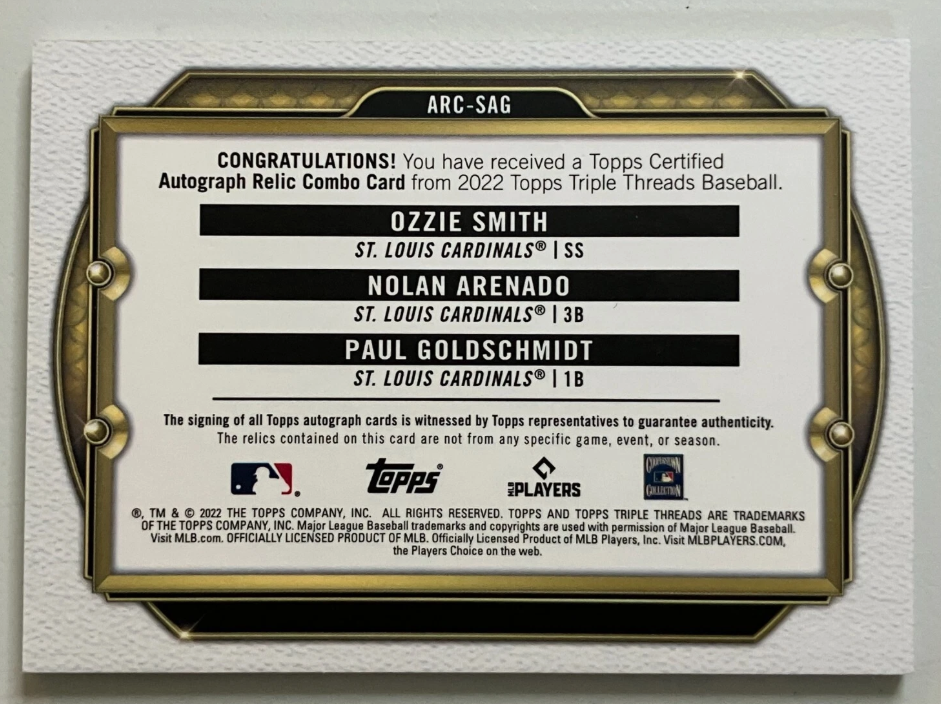 ARC-SAG
CONGRATULATIONS! You have received a Topps Certified
Autograph Relic Combo Card from 2022 Topps Triple Threads Baseball.
OZZIE SMITH
ST. LOUIS CARDINALS® | SS
NOLAN ARENADO
ST. LOUIS CARDINALS® | 3B
PAUL GOLDSCHMIDT
ST. LOUIS CARDINALS® | 1B
The signing of all Topps autograph cards is witnessed by Topps representatives to guarantee authenticity.
The relics contained on this card are not from any specific game, event, or season.
®
topps®
MLB PLAYERS
COOPERSTOWN
COLLECTION™
®, TM & © 2022 THE TOPPS COMPANY, INC. ALL RIGHTS RESERVED. TOPPS AND TOPPS TRIPLE THREADS ARE TRADEMARKS
OF THE TOPPS COMPANY, INC. Major League Baseball trademarks and copyrights are used with permission of Major League Baseball.
Visit MLB.com. OFFICIALLY LICENSED PRODUCT OF MLB. Officially Licensed Product of MLB Players, Inc. Visit MLBPLAYERS.COM,
the Players Choice on the web.